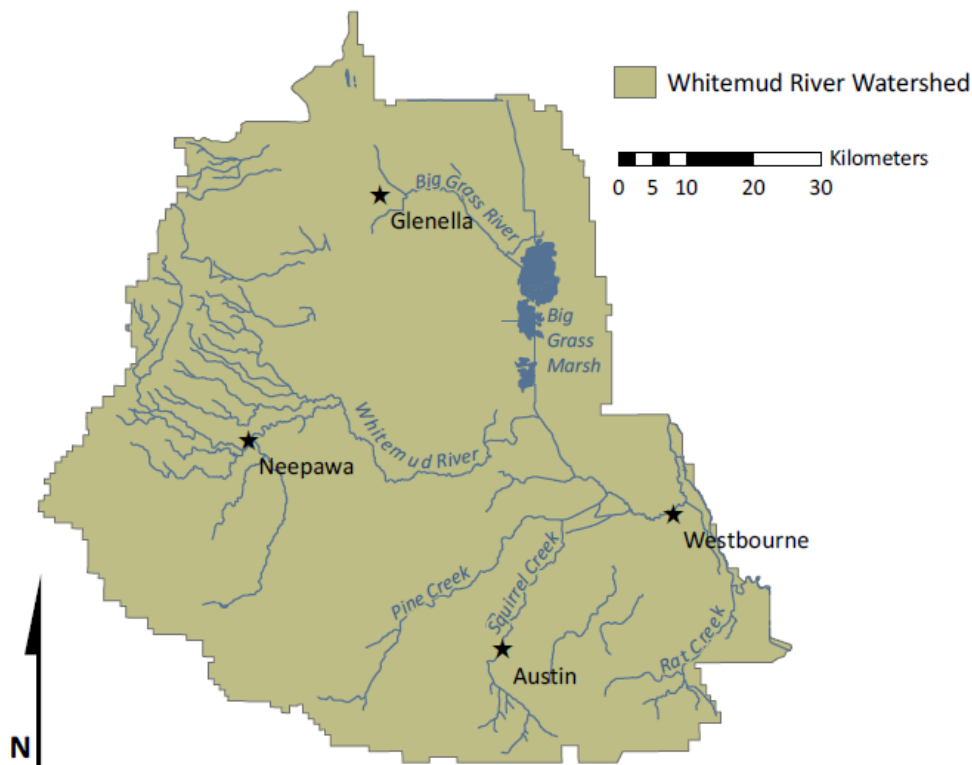 Whitemud River Watershed
Kilometers
0 5 10 20 30
Big Grass River
Glenella
Big
Grass
Marsh
Whitemud River
Neepawa
Westbourne
Pine Creek
Squirrel Creek
Rat Creek
Austin
N